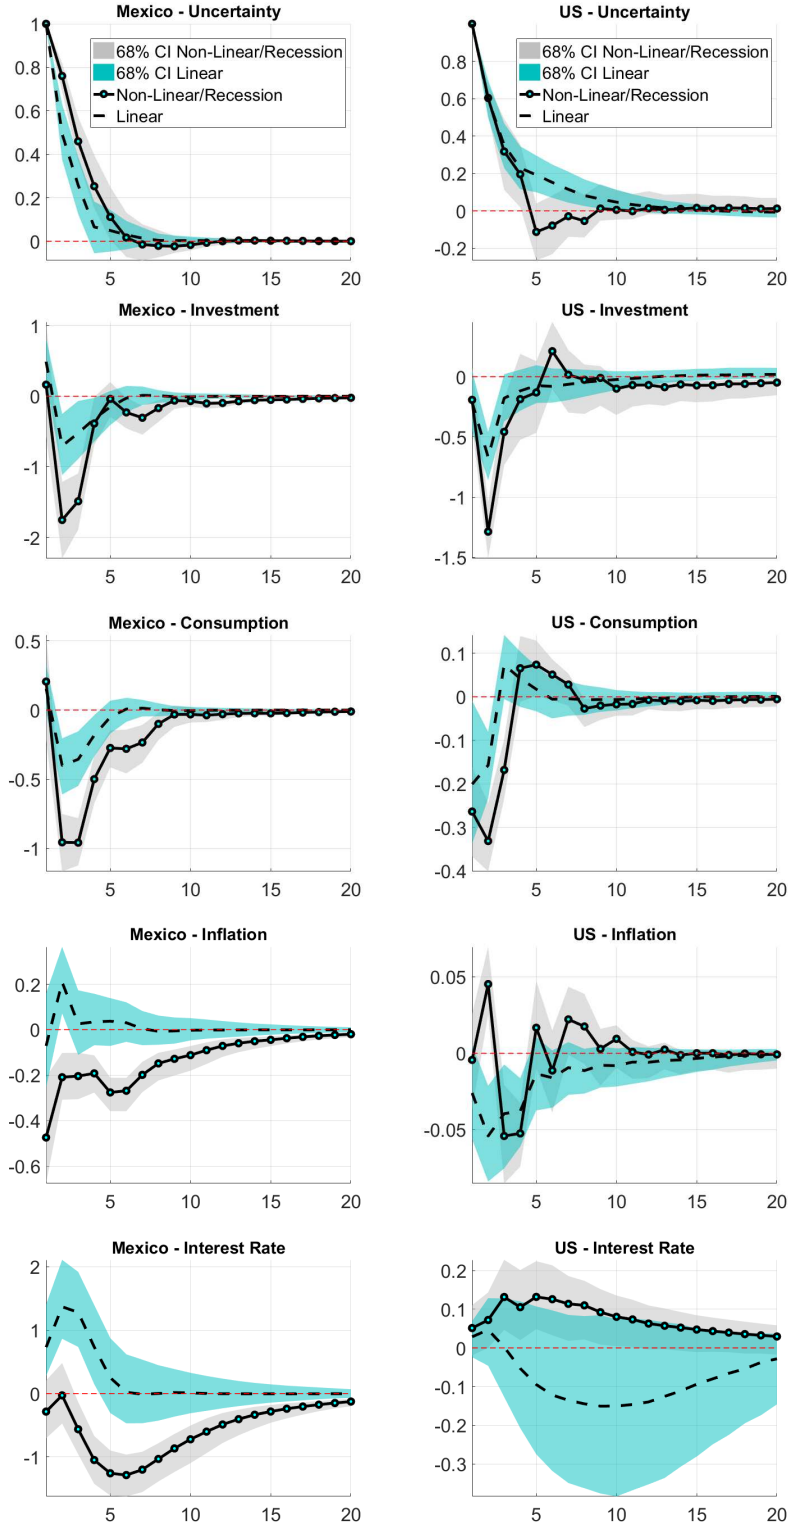 Mexico - Uncertainty
1
0.8
0.6
0.4
0.2
0
5 10 15 20
68% CI Non-Linear/Recession
68% CI Linear
Non-Linear/Recession
Linear
US - Uncertainty
1
0.8
0.6
0.4
0.2
0
-0.2
5 10 15 20
68% CI Non-Linear/Recession
68% CI Linear
Non-Linear/Recession
Linear
Mexico - Investment
1
0
-1
-2
5 10 15 20
US - Investment
0
-0.5
-1
-1.5
5 10 15 20
Mexico - Consumption
0.5
0
-0.5
-1
5 10 15 20
US - Consumption
0.1
0
-0.1
-0.2
-0.3
-0.4
5 10 15 20
Mexico - Inflation
0.2
0
-0.2
-0.4
-0.6
5 10 15 20
US - Inflation
0.05
0
-0.05
5 10 15 20
Mexico - Interest Rate
2
1
0
-1
5 10 15 20
US - Interest Rate
0.2
0.1
0
-0.1
-0.2
-0.3
5 10 15 20